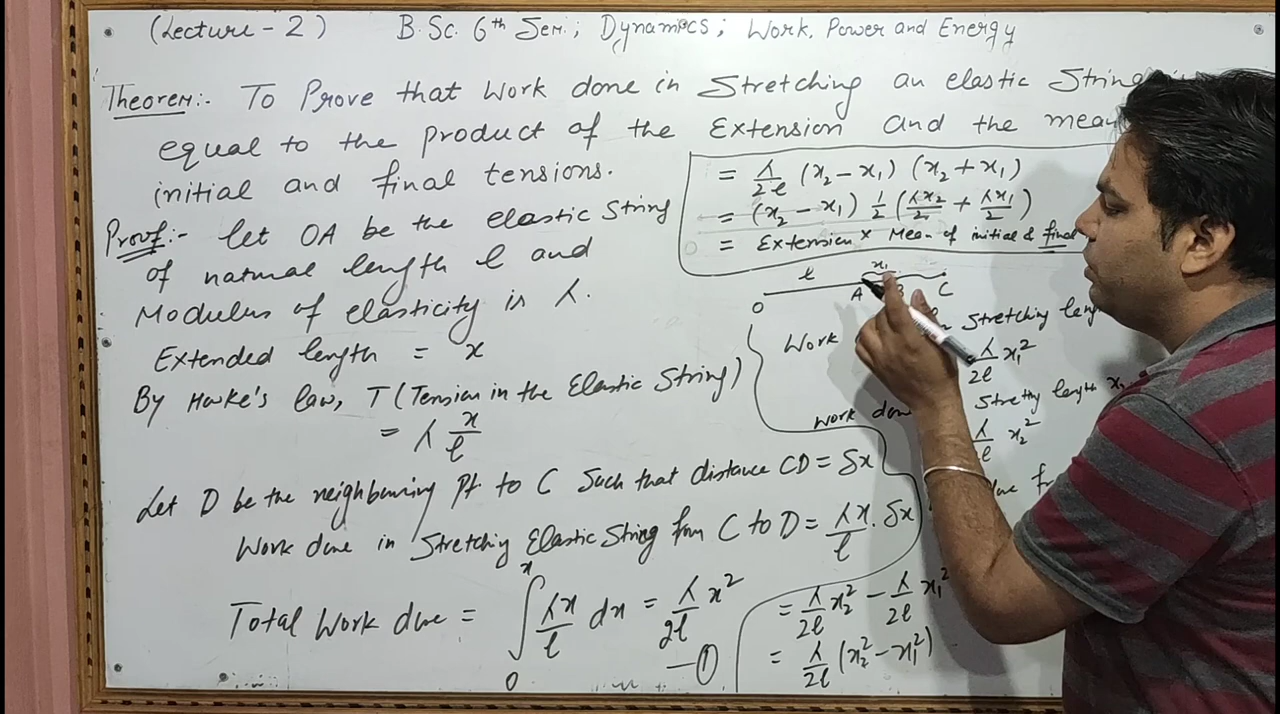 (Lecture - 2) B.Sc. 6th Sem.; Dynamics; Work, Power and Energy
Theorem:- To Prove that Work done in Stretching an elastic String
equal to the product of the Extension and the mean
initial and final tensions.
Proof:- let OA be the elastic String
of natural length l and
Modulus of elasticity is λ.
Extended length = x
By Hooke's law, T (Tension in the Elastic String)
= λ x/l
Let D be the neighbouring Pt to C Such that distance CD = δx
Work done in Stretching Elastic String from C to D = λx/l . δx
Total Work done = ∫₀ˣ λx/l dx = λ/2l x² — ①
l x₁
O A B C
Work Stretching
λ/2l x₁²
Work done length x₂
λ/l x₂²
= λ/2l x₂² - λ/2l x₁²
= λ/2l (x₂² - x₁²)
= λ/2l (x₂ - x₁) (x₂ + x₁)
= (x₂ - x₁) 1/2 (λx₂/2 + λx₁/2)
= Extension × Mean of initial & final